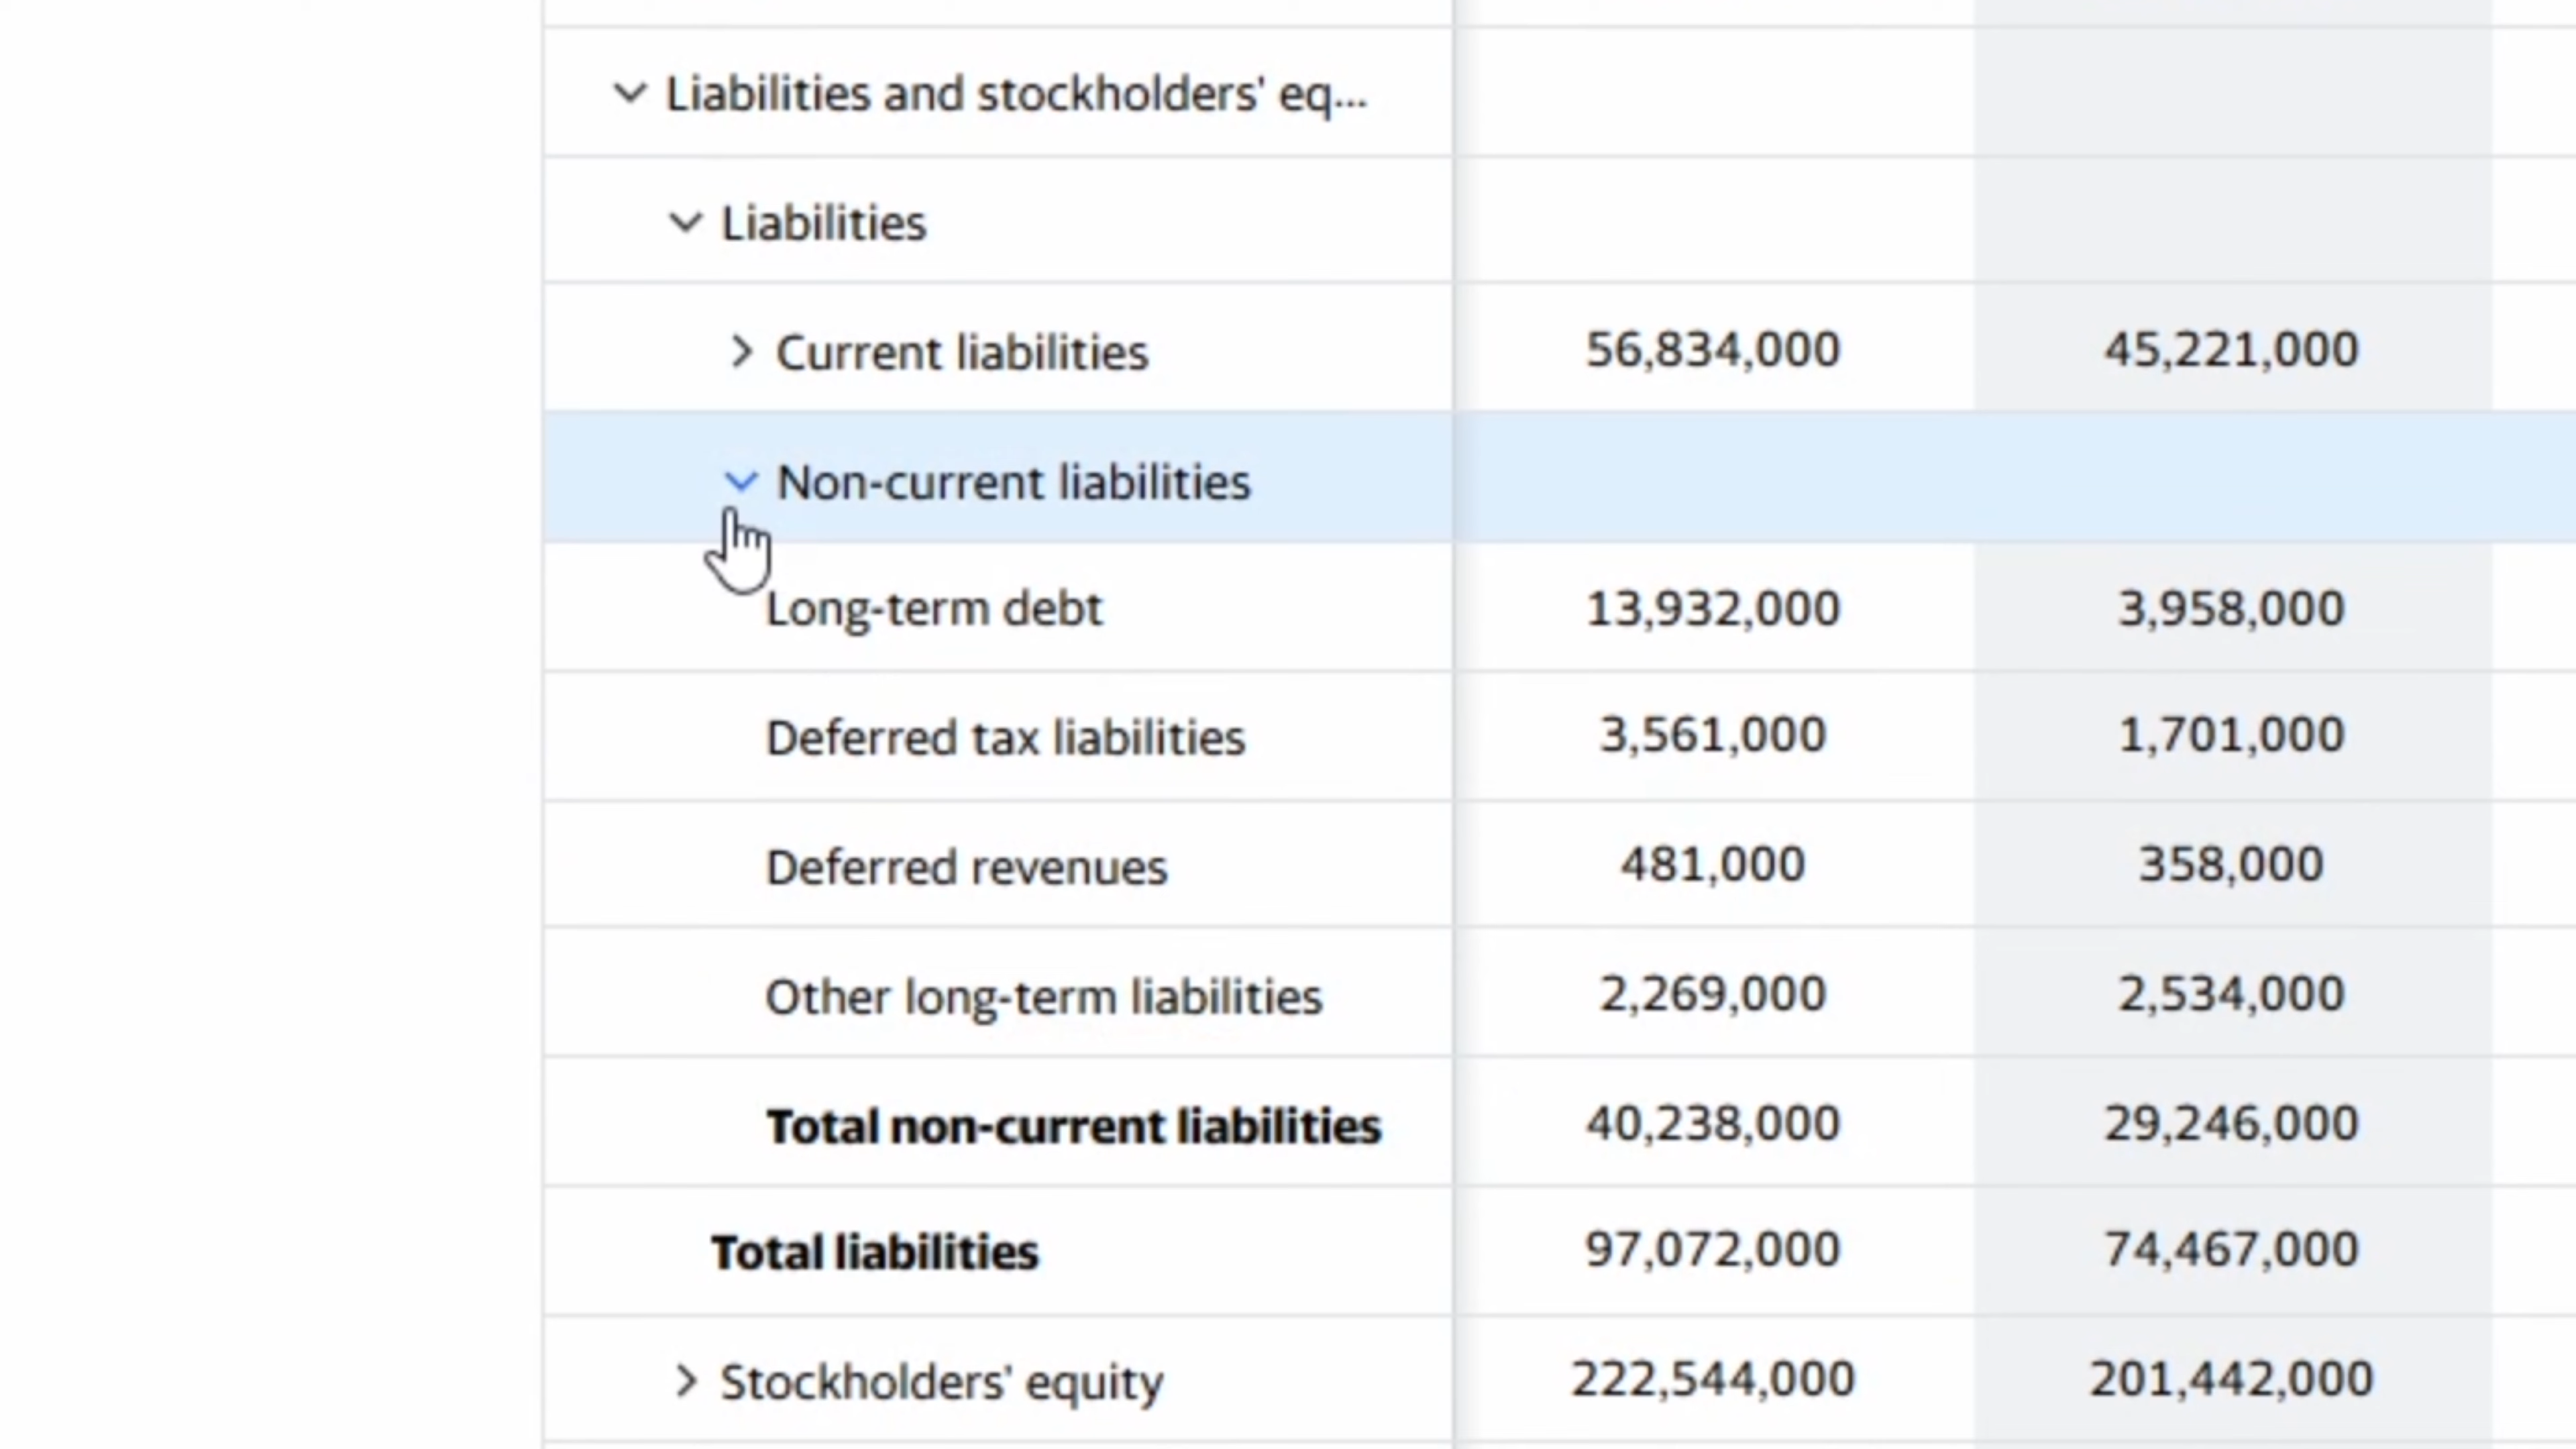 Liabilities and stockholders' eq...
Liabilities
Current liabilities 56,834,000 45,221,000
Non-current liabilities
Long-term debt 13,932,000 3,958,000
Deferred tax liabilities 3,561,000 1,701,000
Deferred revenues 481,000 358,000
Other long-term liabilities 2,269,000 2,534,000
Total non-current liabilities 40,238,000 29,246,000
Total liabilities 97,072,000 74,467,000
Stockholders' equity 222,544,000 201,442,000